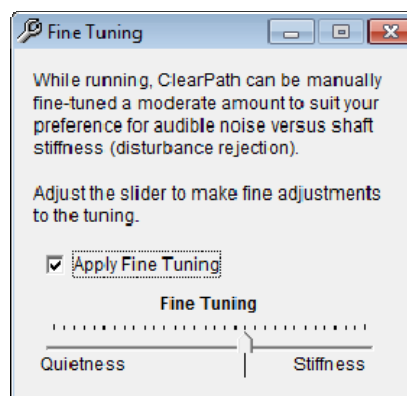 Fine Tuning
While running, ClearPath can be manually
fine-tuned a moderate amount to suit your
preference for audible noise versus shaft
stiffness (disturbance rejection).
Adjust the slider to make fine adjustments
to the tuning.
Apply Fine Tuning
Fine Tuning
Quietness Stiffness